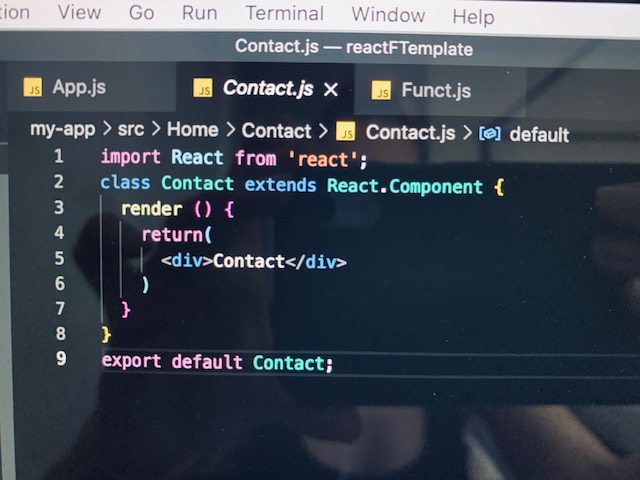 View Go Run Terminal Window Help
Contact.js — reactFTemplate
JS App.js JS Contact.js × JS Funct.js
my-app > src > Home > Contact > JS Contact.js > default
1 import React from 'react';
2 class Contact extends React.Component {
3 render () {
4 return(
5 <div>Contact</div>
6 )
7 }
8 }
9 export default Contact;